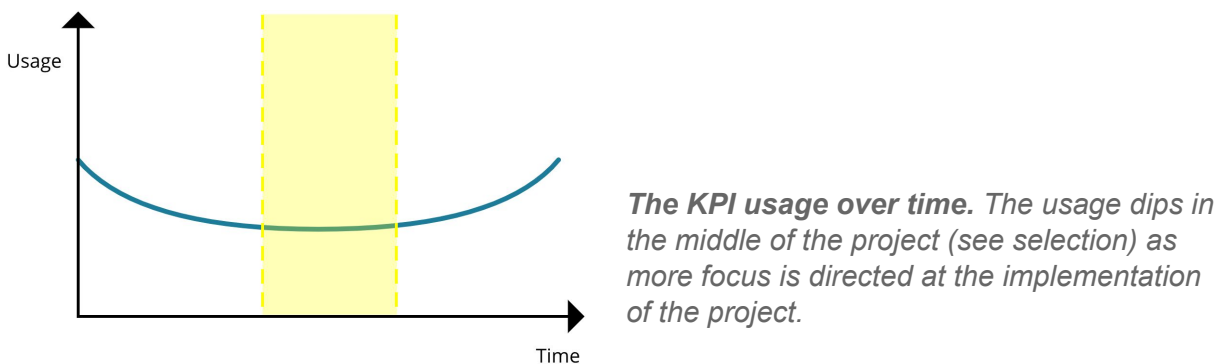 Usage
Time
The KPI usage over time. The usage dips in
the middle of the project (see selection) as
more focus is directed at the implementation
of the project.